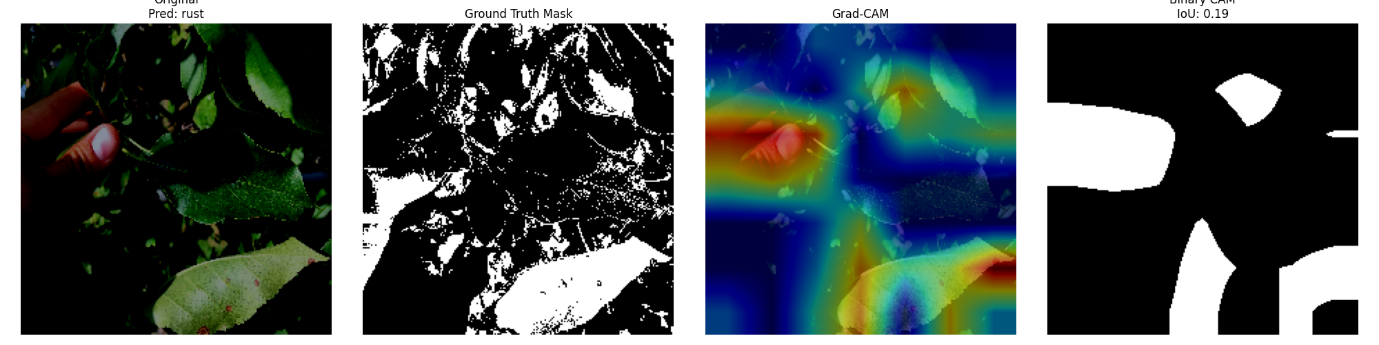 Original
Pred: rust
Ground Truth Mask
Grad-CAM
Binary CAM
IoU: 0.19